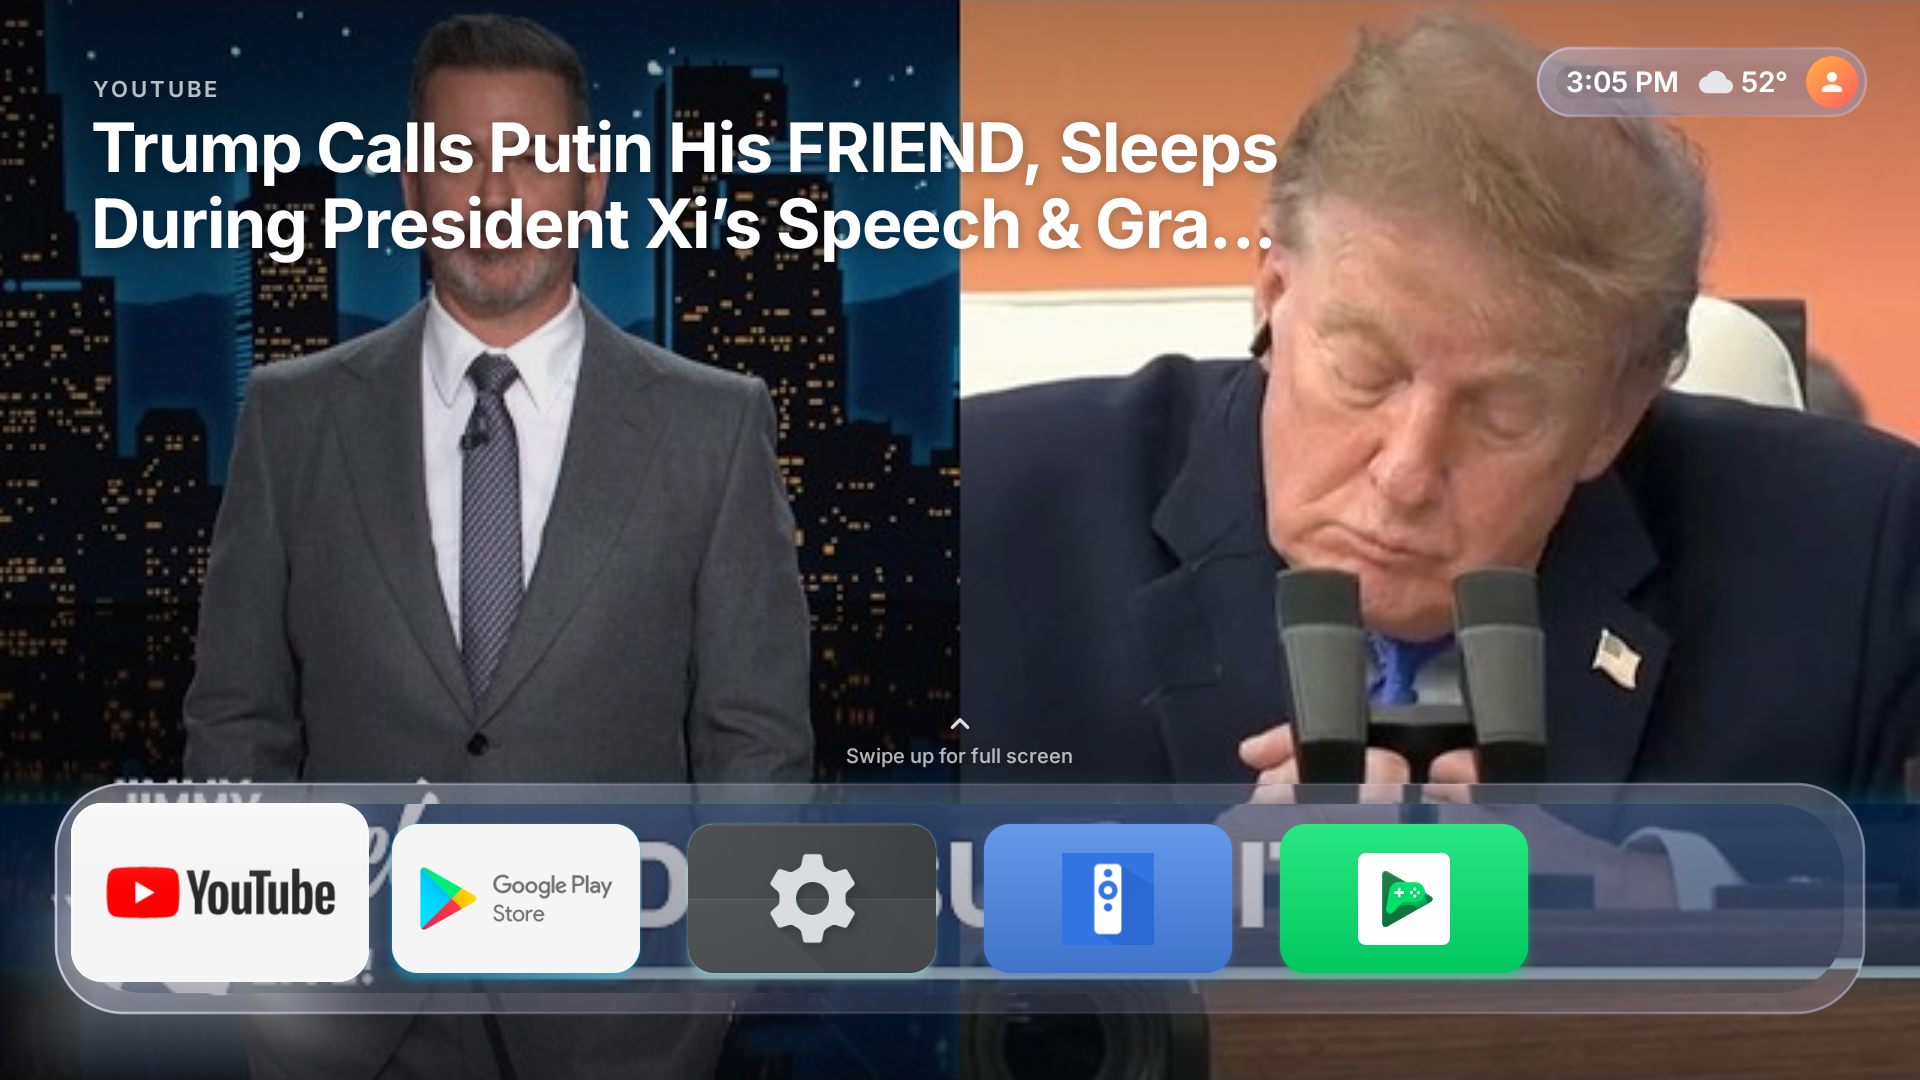 YOUTUBE
3:05 PM 52°
Trump Calls Putin His FRIEND, Sleeps
During President Xi’s Speech & Gra...
Swipe up for full screen
JIMMY
YouTube
Google Play
Store